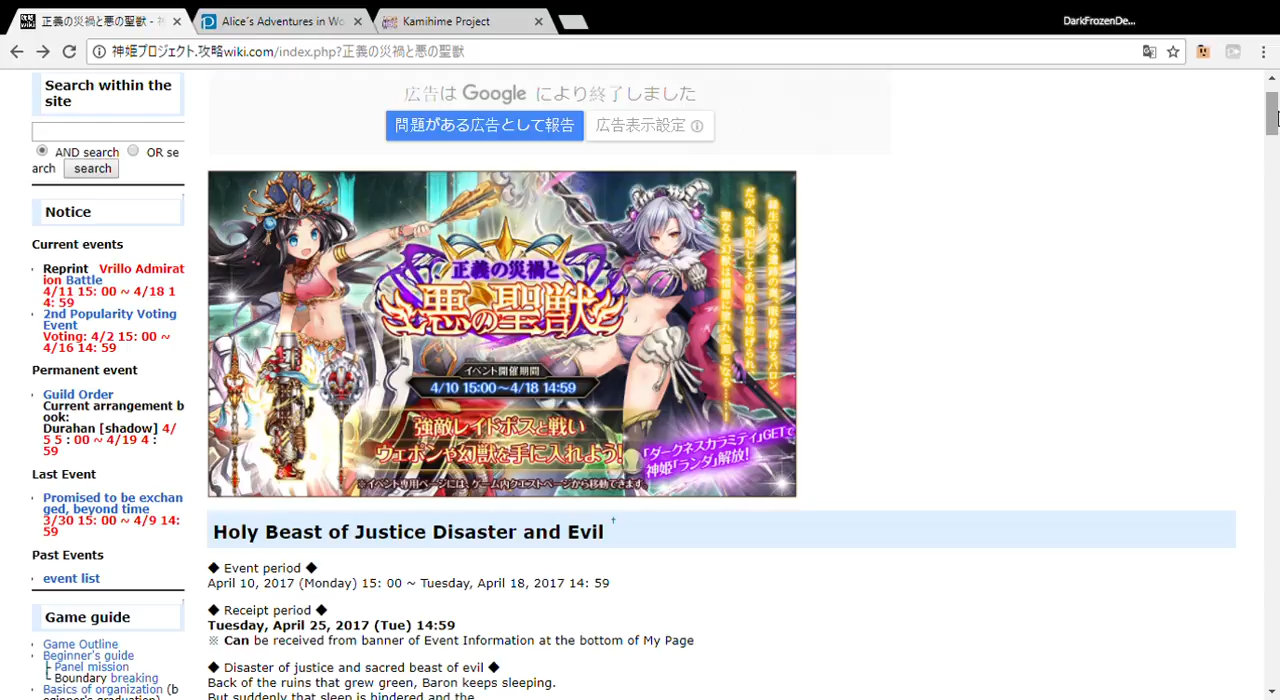 正義の災禍と悪の聖獣 - 神
Alice's Adventures in Wo
Kamihime Project
DarkFrozenDe...
神姫プロジェクト.攻略wiki.com/index.php?正義の災禍と悪の聖獣
Search within the
site
AND search OR se
arch search
Notice
Current events
Reprint Vrillo Admirat
ion Battle
4/11 15: 00 ~ 4/18 1
4: 59
2nd Popularity Voting
Event
Voting: 4/2 15: 00 ~
4/16 14: 59
Permanent event
Guild Order
Current arrangement b
ook:
Durahan [shadow] 4/
5 5 : 00 ~ 4/19 4 :
59
Last Event
Promised to be exchan
ged, beyond time
3/30 15: 00 ~ 4/9 14:
59
Past Events
event list
Game guide
Game Outline
Beginner's guide
├ Panel mission
└ Boundary breaking
Basics of organization (b
eginner's graduation)
広告は Google により終了しました
問題がある広告として報告
広告表示設定
正義の災禍と
悪の聖獣
イベント開催期間
4/10 15:00～4/18 14:59
強敵レイドボスと戦い
ウェポンや幻獣を手に入れよう!
※イベント専用ページには、ゲーム内クエストページから移動できます。
「ダークネスカラミティ」GETで
神姫「ランダ」解放!
Holy Beast of Justice Disaster and Evil †
◆ Event period ◆
April 10, 2017 (Monday) 15: 00 ~ Tuesday, April 18, 2017 14: 59
◆ Receipt period ◆
Tuesday, April 25, 2017 (Tue) 14:59
※ Can be received from banner of Event Information at the bottom of My Page
◆ Disaster of justice and sacred beast of evil ◆
Back of the ruins that grew green, Baron keeps sleeping.
But suddenly that sleep is hindered and the